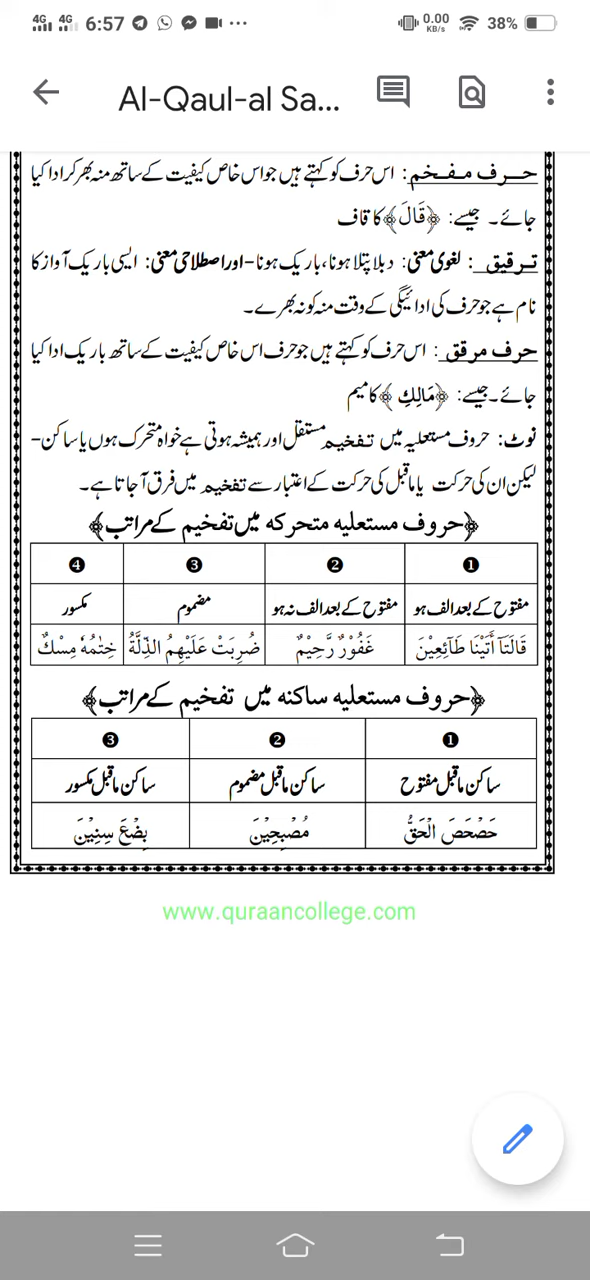 4G 4G 6:57 ... 0.00 KB/s 38%
Al-Qaul-al Sa...
حرف مفخم: اس حرف کو کہتے ہیں جو اس خاص کیفیت کے ساتھ منہ بھر کر ادا کیا
جائے۔ جیسے: ﴿قَالَ﴾ کا قاف
ترقیق: لغوی معنی: دبلا پتلا ہونا، باریک ہونا- اور اصطلاحی معنی: ایسی باریک آواز کا
نام ہے جو حرف کی ادائیگی کے وقت منہ کو نہ بھرے۔
حرف مرقق: اس حرف کو کہتے ہیں جو حرف اس خاص کیفیت کے ساتھ باریک ادا کیا
جائے۔ جیسے: ﴿مَالِكِ﴾ کا میم
نوٹ: حروف مستعلیہ میں تفخیم مستقل اور ہمیشہ ہوتی ہے خواہ متحرک ہوں یا ساکن-
لیکن ان کی حرکت یا ماقبل کی حرکت کے اعتبار سے تفخیم میں فرق آ جاتا ہے۔
﴿حروف مستعلیہ متحرکہ میں تفخیم کے مراتب﴾
❶ ❷ ❸ ❹
مفتوح کے بعد الف ہو مفتوح کے بعد الف نہ ہو مضموم مکسور
قَالَتَآ أَتَيْنَا طَآئِعِيْنَ غَفُوْرٌ رَّحِيْمٌ ضُرِبَتْ عَلَيْهِمُ الذِّلَّةُ خِتٰمُهٗ مِسْكٌ
﴿حروف مستعلیہ ساکنہ میں تفخیم کے مراتب﴾
❶ ❷ ❸
ساکن ماقبل مفتوح ساکن ماقبل مضموم ساکن ماقبل مکسور
حَصْحَصَ الْحَقُّ مُصْبِحِيْنَ بِضْعَ سِنِيْنَ
www.quraancollege.com